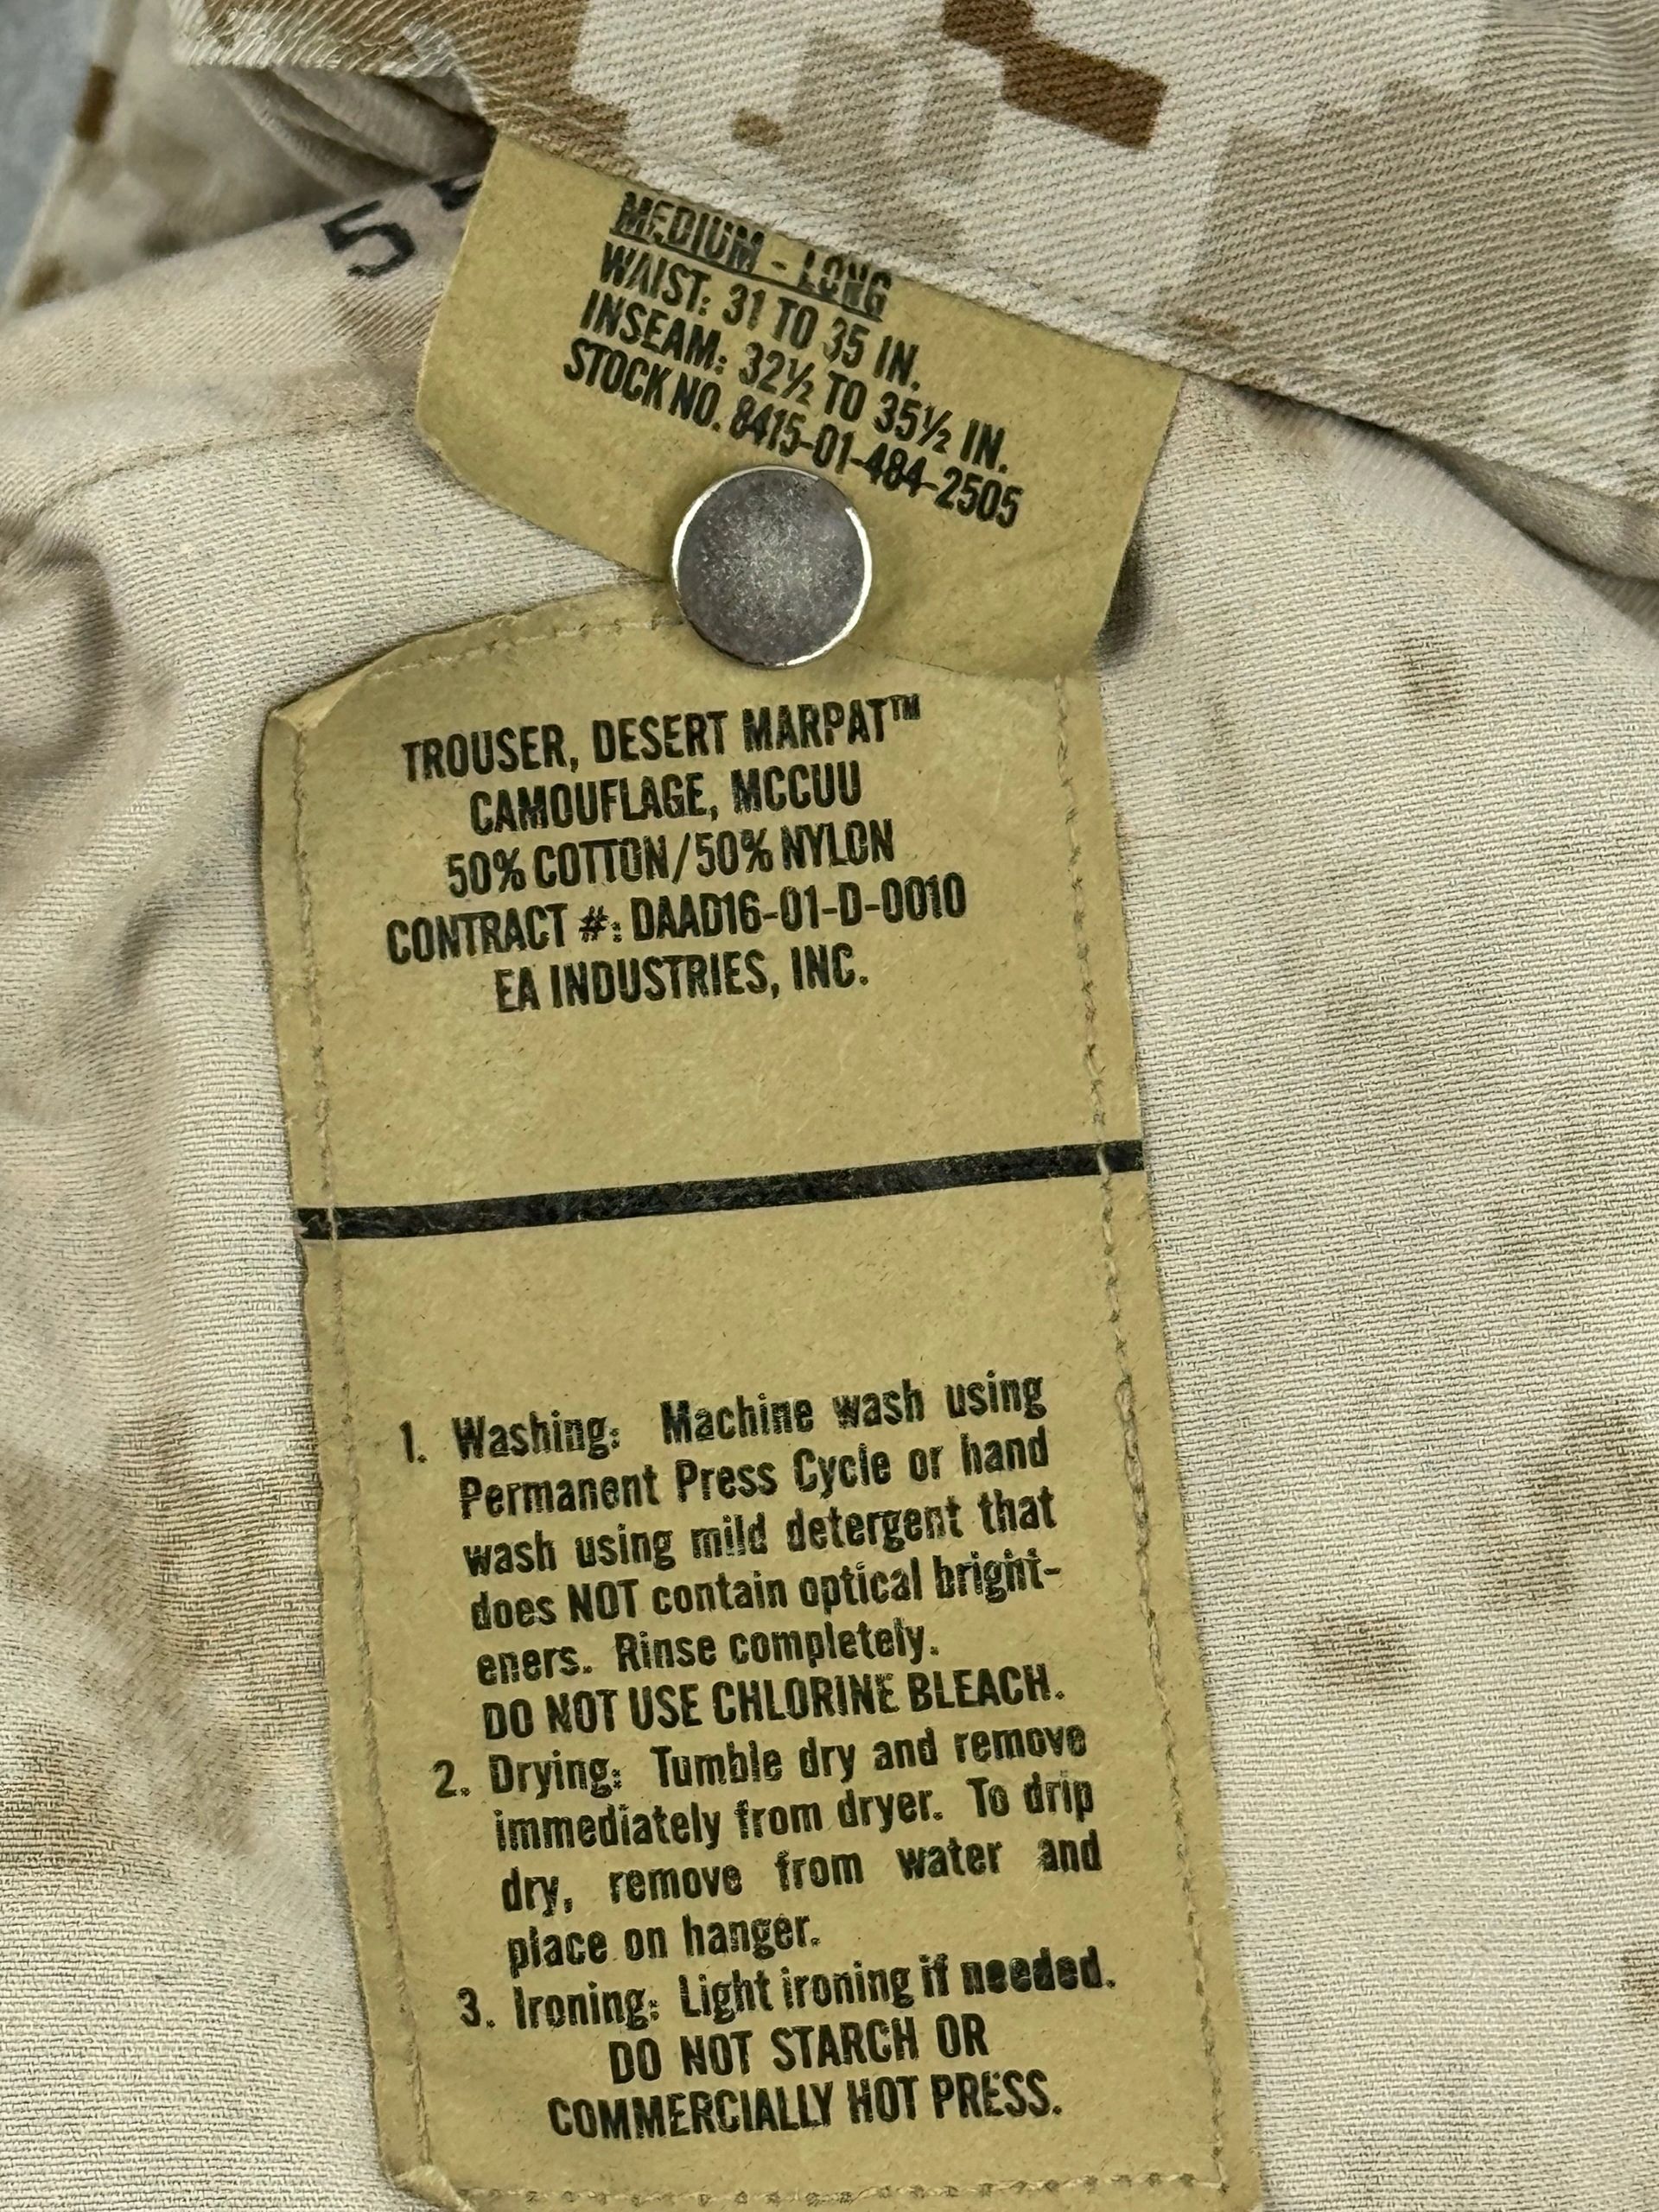 5
MEDIUM - LONG
WAIST: 31 TO 35 IN.
INSEAM: 32½ TO 35½ IN.
STOCK NO. 8415-01-484-2505
TROUSER, DESERT MARPAT™
CAMOUFLAGE, MCCUU
50% COTTON/50% NYLON
CONTRACT #: DAAD16-01-D-0010
EA INDUSTRIES, INC.
1. Washing: Machine wash using
Permanent Press Cycle or hand
wash using mild detergent that
does NOT contain optical bright-
eners. Rinse completely.
DO NOT USE CHLORINE BLEACH.
2. Drying: Tumble dry and remove
immediately from dryer. To drip
dry, remove from water and
place on hanger.
3. Ironing: Light ironing if needed.
DO NOT STARCH OR
COMMERCIALLY HOT PRESS.